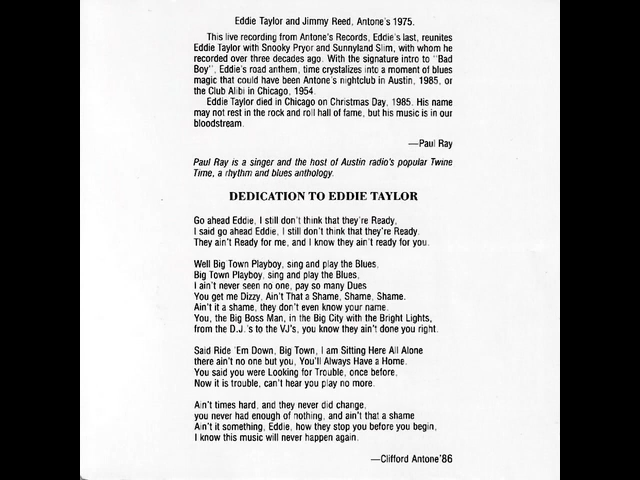 Eddie Taylor and Jimmy Reed, Antone's 1975.
This live recording from Antone's Records, Eddie's last, reunites
Eddie Taylor with Snooky Pryor and Sunnyland Slim, with whom he
recorded over three decades ago. With the signature intro to "Bad
Boy", Eddie's road anthem, time crystalizes into a moment of blues
magic that could have been Antone's nightclub in Austin, 1985, or
the Club Alibi in Chicago, 1954.
Eddie Taylor died in Chicago on Christmas Day, 1985. His name
may not rest in the rock and roll hall of fame, but his music is in our
bloodstream.
—Paul Ray
Paul Ray is a singer and the host of Austin radio's popular Twine
Time, a rhythm and blues anthology.
DEDICATION TO EDDIE TAYLOR
Go ahead Eddie, I still don't think that they're Ready,
I said go ahead Eddie, I still don't think that they're Ready.
They ain't Ready for me, and I know they ain't ready for you.
Well Big Town Playboy, sing and play the Blues,
Big Town Playboy, sing and play the Blues,
I ain't never seen no one, pay so many Dues
You get me Dizzy, Ain't That a Shame, Shame, Shame.
Ain't it a shame, they don't even know your name.
You, the Big Boss Man, in the Big City with the Bright Lights,
from the D.J.'s to the VJ's, you know they ain't done you right.
Said Ride 'Em Down, Big Town, I am Sitting Here All Alone
there ain't no one but you, You'll Always Have a Home.
You said you were Looking for Trouble, once before,
Now it is trouble, can't hear you play no more.
Ain't times hard, and they never did change,
you never had enough of nothing, and ain't that a shame
Ain't it something, Eddie, how they stop you before you begin,
I know this music will never happen again.
—Clifford Antone'86